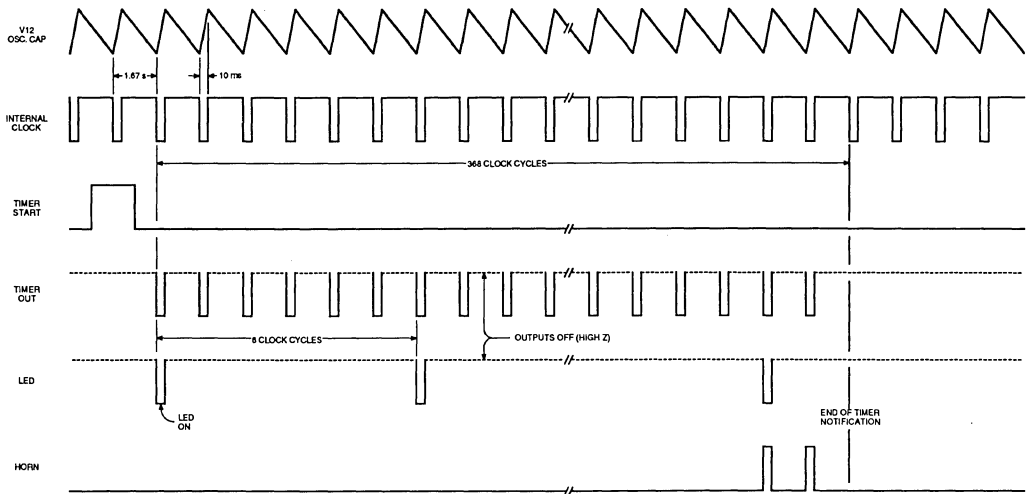 V12
OSC. CAP
1.67 s
10 ms
INTERNAL
CLOCK
368 CLOCK CYCLES
TIMER
START
TIMER
OUT
6 CLOCK CYCLES
OUTPUTS OFF (HIGH Z)
LED
LED
ON
END OF TIMER
NOTIFICATION
HORN